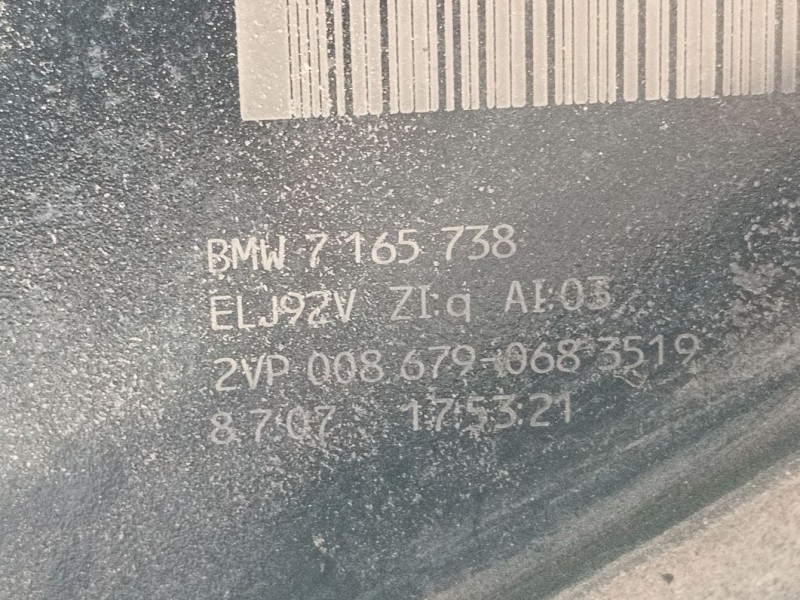 BMW 7 165 738
ELJ92V ZI:q AI:03
2VP 008 679-068 3519
8.7.07 17:53:21